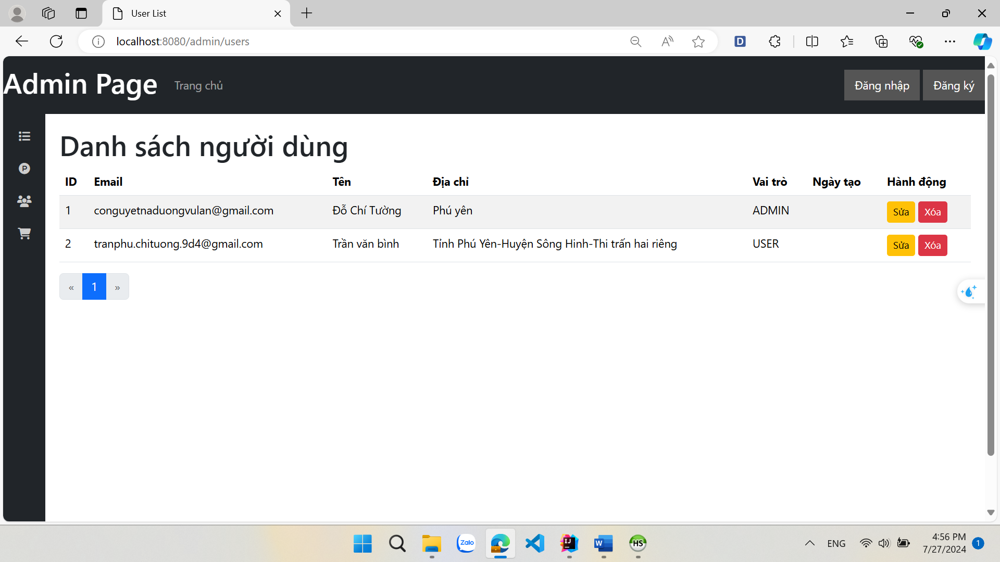 User List
localhost:8080/admin/users
Admin Page
Trang chủ
Đăng nhập
Đăng ký
Danh sách người dùng
ID Email Tên Địa chỉ Vai trò Ngày tạo Hành động
1 conguyetnaduongvulan@gmail.com Đỗ Chí Tường Phú yên ADMIN Sửa Xóa
2 tranphu.chituong.9d4@gmail.com Trần văn bình Tỉnh Phú Yên-Huyện Sông Hinh-Thi trấn hai riêng USER Sửa Xóa
« 1 »
ENG
4:56 PM
7/27/2024
1
Zalo
IJ
W
HS
D
P